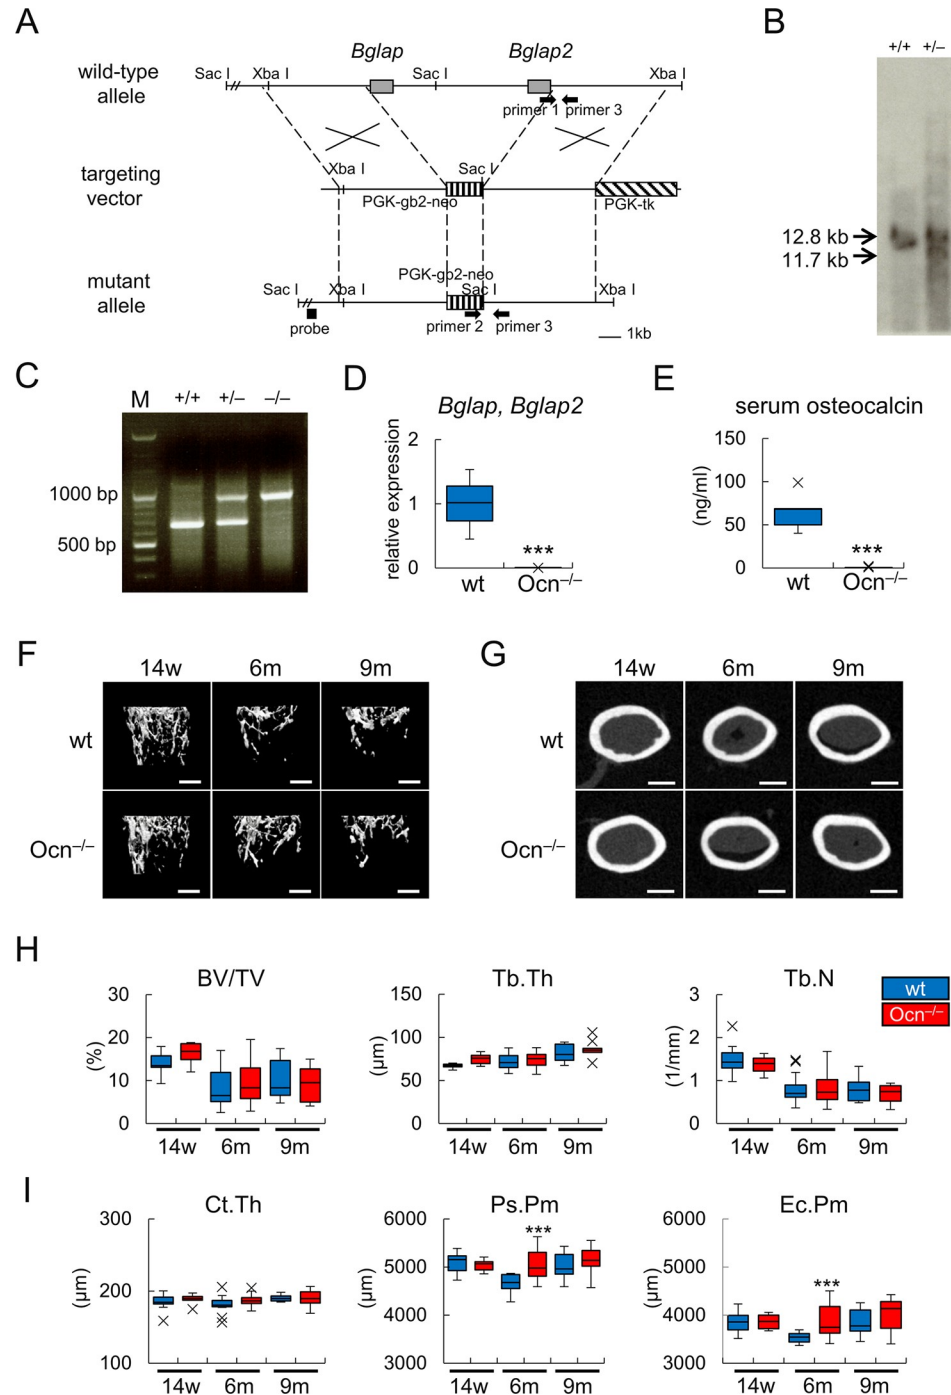 A
Bglap
Bglap2
wild-type
allele
Sac I
Xba I
Sac I
Xba I
primer 1
primer 3
targeting
vector
Xba I
Sac I
PGK-gb2-neo
PGK-tk
mutant
allele
PGK-gb2-neo
Sac I
Xba I
Sac I
Xba I
probe
primer 2
primer 3
1kb
B
+/+
+/−
12.8 kb
11.7 kb
C
M
+/+
+/−
−/−
1000 bp
500 bp
D
Bglap, Bglap2
relative expression
2
1
0
***
wt
Ocn−/−
E
serum osteocalcin
(ng/ml)
150
100
50
0
***
wt
Ocn−/−
F
14w
6m
9m
wt
Ocn−/−
G
14w
6m
9m
wt
Ocn−/−
H
BV/TV
(%)
30
20
10
0
14w
6m
9m
Tb.Th
(μm)
150
100
50
0
14w
6m
9m
Tb.N
(1/mm)
3
2
1
0
14w
6m
9m
wt
Ocn−/−
I
Ct.Th
(μm)
300
200
100
14w
6m
9m
Ps.Pm
(μm)
6000
5000
4000
3000
***
14w
6m
9m
Ec.Pm
(μm)
6000
5000
4000
3000
***
14w
6m
9m